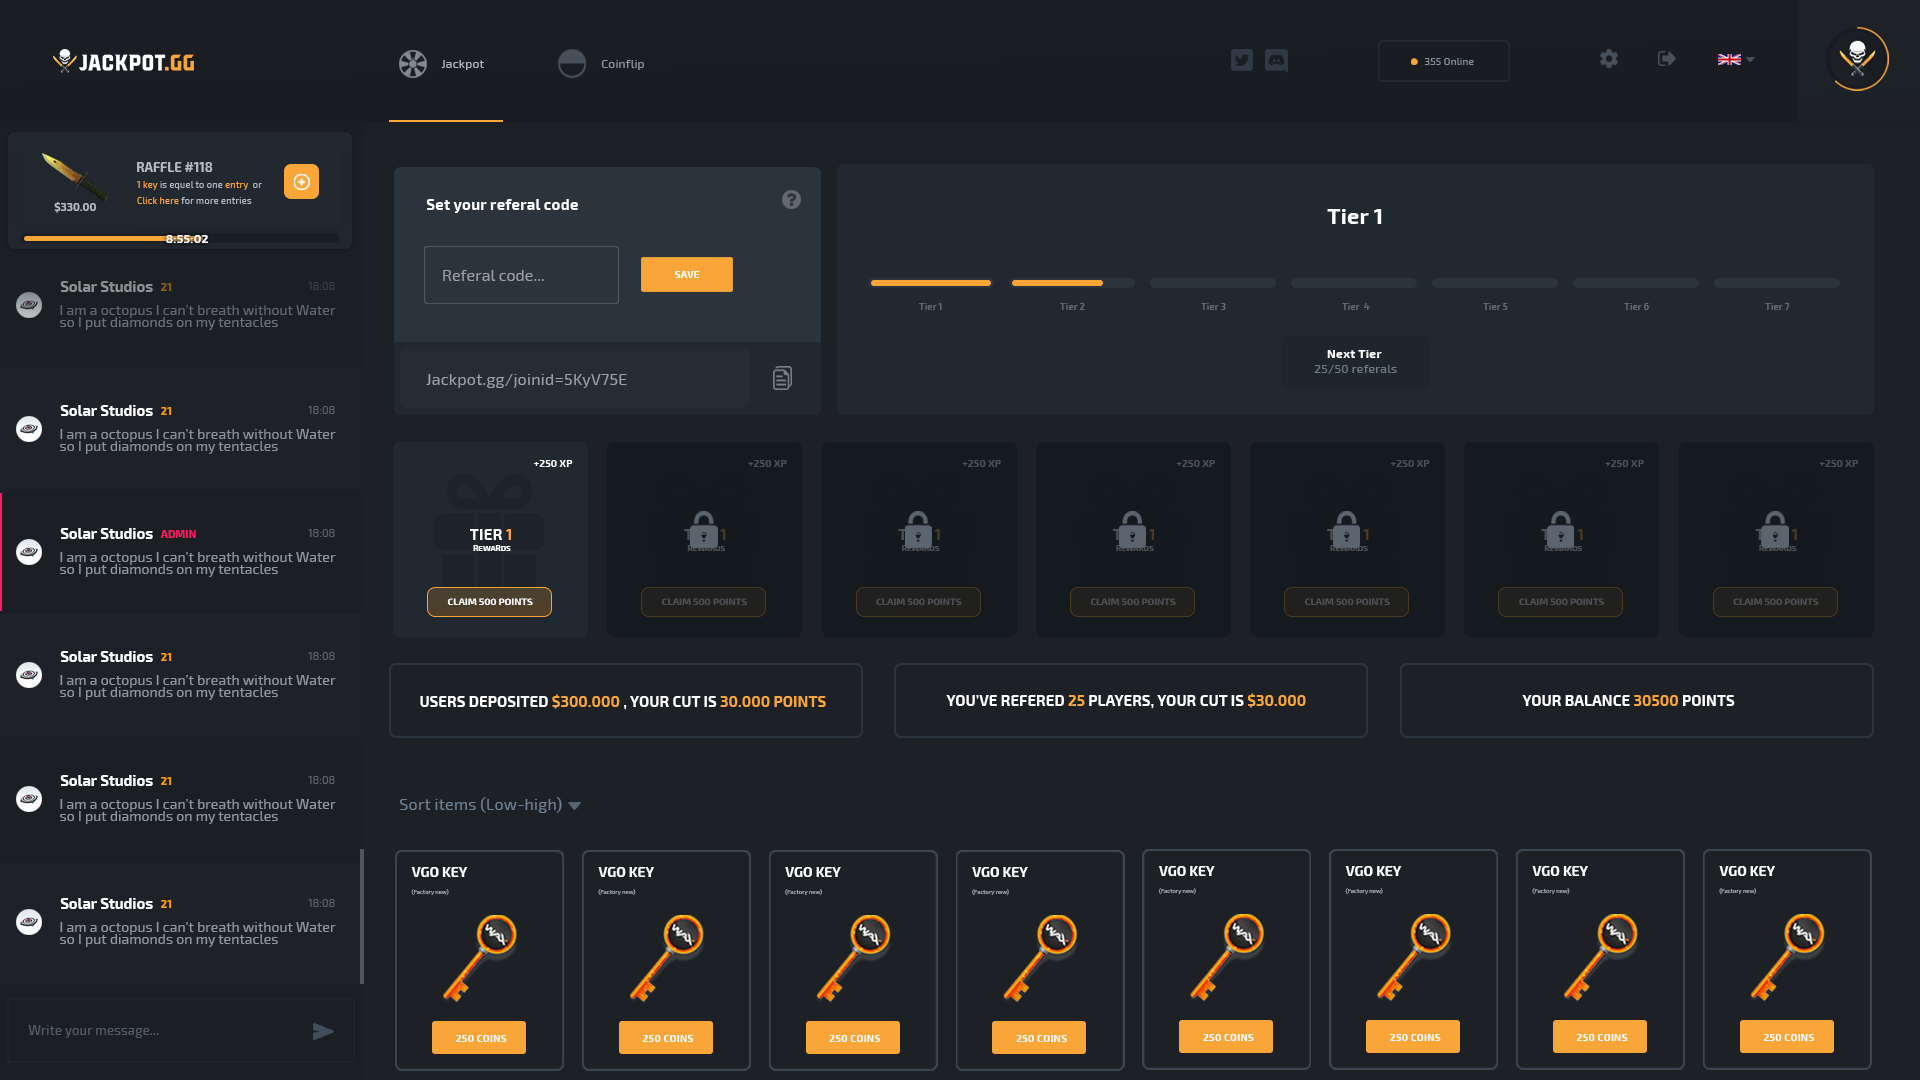 JACKPOT.GG
Jackpot
Coinflip
355 Online
RAFFLE #118
1 key is equel to one entry or
Click here for more entries
$330.00
8:55:02
Solar Studios 21 18:08
I am a octopus I can't breath without Water
so I put diamonds on my tentacles
Solar Studios 21 18:08
I am a octopus I can't breath without Water
so I put diamonds on my tentacles
Solar Studios ADMIN 18:08
I am a octopus I can't breath without Water
so I put diamonds on my tentacles
Solar Studios 21 18:08
I am a octopus I can't breath without Water
so I put diamonds on my tentacles
Solar Studios 21 18:08
I am a octopus I can't breath without Water
so I put diamonds on my tentacles
Solar Studios 21 18:08
I am a octopus I can't breath without Water
so I put diamonds on my tentacles
Write your message...
Set your referal code
?
Referal code...
SAVE
Jackpot.gg/joinid=5KyV75E
Tier 1
Tier 1
Tier 2
Tier 3
Tier 4
Tier 5
Tier 6
Tier 7
Next Tier
25/50 referals
+250 XP
TIER 1
REWARDS
CLAIM 500 POINTS
+250 XP
T 1
REWARDS
CLAIM 500 POINTS
+250 XP
T 1
REWARDS
CLAIM 500 POINTS
+250 XP
T 1
REWARDS
CLAIM 500 POINTS
+250 XP
T 1
REWARDS
CLAIM 500 POINTS
+250 XP
T 1
REWARDS
CLAIM 500 POINTS
+250 XP
T 1
REWARDS
CLAIM 500 POINTS
USERS DEPOSITED $300.000 , YOUR CUT IS 30.000 POINTS
YOU'VE REFERED 25 PLAYERS, YOUR CUT IS $30.000
YOUR BALANCE 30500 POINTS
Sort items (Low-high)
VGO KEY
(Factory new)
250 COINS
VGO KEY
(Factory new)
250 COINS
VGO KEY
(Factory new)
250 COINS
VGO KEY
(Factory new)
250 COINS
VGO KEY
(Factory new)
250 COINS
VGO KEY
(Factory new)
250 COINS
VGO KEY
(Factory new)
250 COINS
VGO KEY
(Factory new)
250 COINS